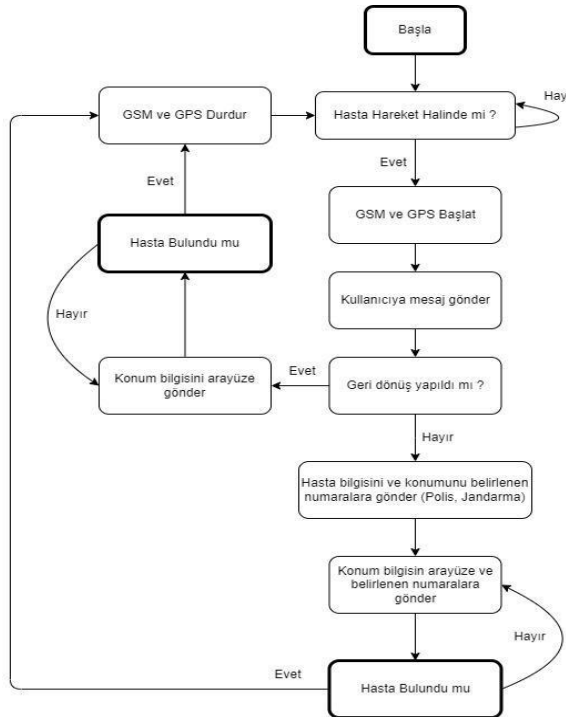 Başla
GSM ve GPS Durdur
Hasta Hareket Halinde mi ?
Hay
Evet
Evet
GSM ve GPS Başlat
Hasta Bulundu mu
Kullanıcıya mesaj gönder
Hayır
Konum bilgisini arayüze
gönder
Evet
Geri dönüş yapıldı mı ?
Hayır
Hasta bilgisini ve konumunu belirlenen
numaralara gönder (Polis, Jandarma)
Konum bilgisin arayüze ve
belirlenen numaralara
gönder
Hayır
Evet
Hasta Bulundu mu